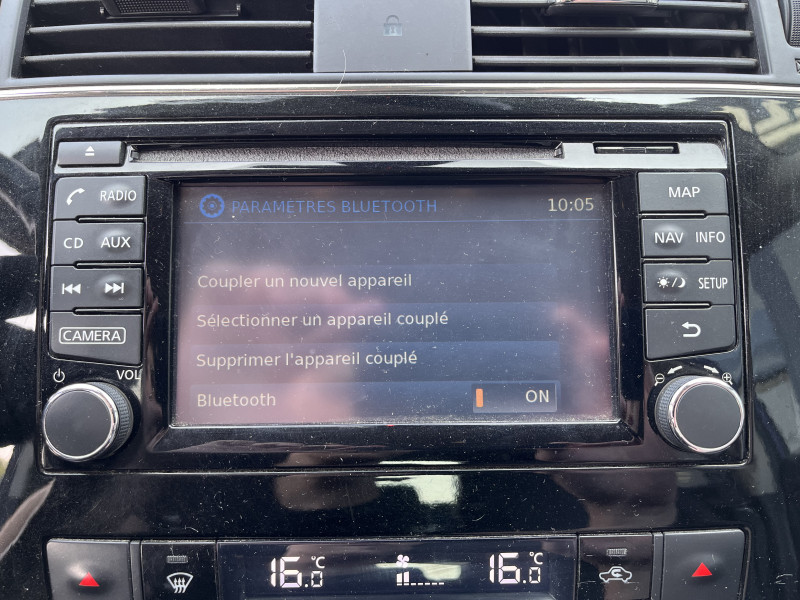 RADIO
CD AUX
CAMERA
VOL
PARAMETRES BLUETOOTH 10:05
Coupler un nouvel appareil
Sélectionner un appareil couplé
Supprimer l'appareil couplé
Bluetooth ON
MAP
NAV INFO
SETUP
16.0 °C
16.0 °C